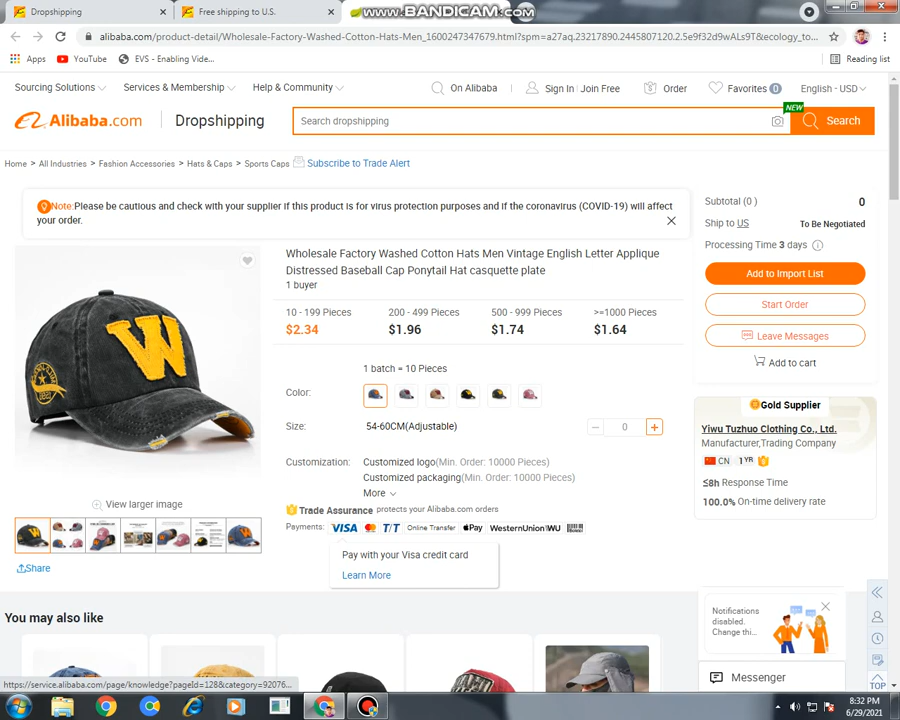 Dropshipping
Free shipping to U.S.
www.BANDICAM.com
alibaba.com/product-detail/Wholesale-Factory-Washed-Cotton-Hats-Men_1600247347679.html?spm=a27aq.23217890.2445807120.2.5e9f32d9wALs9T&ecology_to...
Apps YouTube EVS - Enabling Vide... Reading list
Sourcing Solutions Services & Membership Help & Community On Alibaba Sign In | Join Free Order Favorites 0 English - USD
NEW
Alibaba.com Dropshipping Search dropshipping Search
Home > All Industries > Fashion Accessories > Hats & Caps > Sports Caps Subscribe to Trade Alert
Note:Please be cautious and check with your supplier if this product is for virus protection purposes and if the coronavirus (COVID-19) will affect
your order.
Subtotal (0 ) 0
Ship to US To Be Negotiated
Processing Time 3 days
Add to Import List
Start Order
Leave Messages
Add to cart
Wholesale Factory Washed Cotton Hats Men Vintage English Letter Applique
Distressed Baseball Cap Ponytail Hat casquette plate
1 buyer
10 - 199 Pieces 200 - 499 Pieces 500 - 999 Pieces >=1000 Pieces
$2.34 $1.96 $1.74 $1.64
W
1 batch = 10 Pieces
Color:
Size: 54-60CM(Adjustable) − 0 +
Customization: Customized logo(Min. Order: 10000 Pieces)
Customized packaging(Min. Order: 10000 Pieces)
More
Trade Assurance protects your Alibaba.com orders
Payments: VISA T/T Online Transfer Pay WesternUnion WU
Pay with your Visa credit card
Learn More
View larger image
Share
Gold Supplier
Yiwu Tuzhuo Clothing Co., Ltd.
Manufacturer,Trading Company
CN 1YR
≤8h Response Time
100.0% On-time delivery rate
You may also like
Notifications
disabled.
Change thi...
Messenger
TOP
https://service.alibaba.com/page/knowledge?pageId=128&category=92076...
8:32 PM
6/29/2021